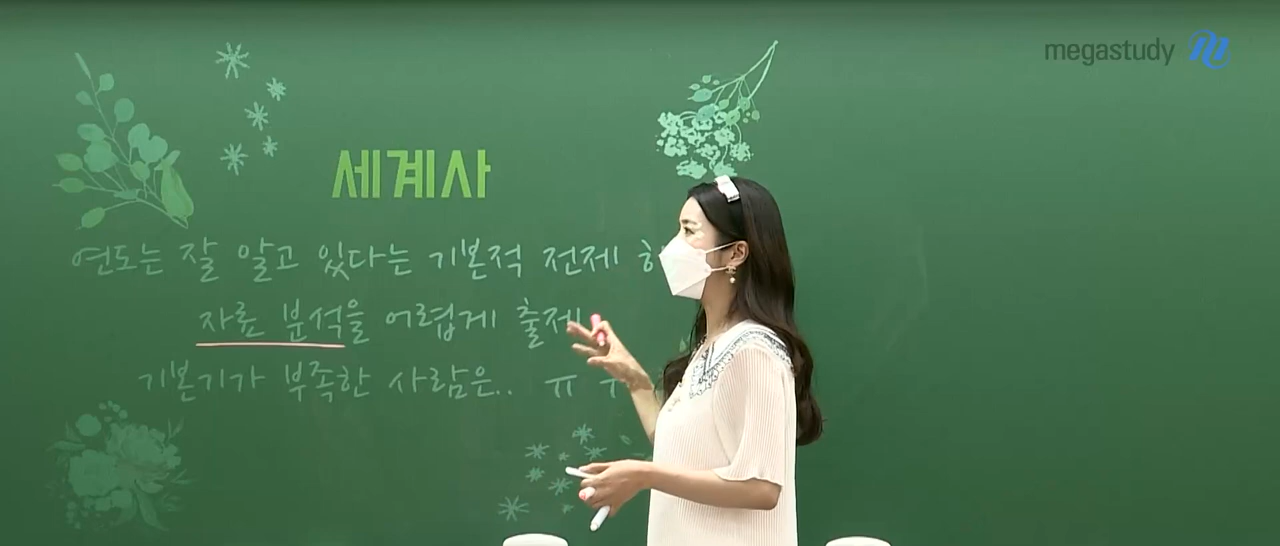 megastudy
세계사
연도는 잘 알고 있다는 기본적 전제
자료 분석을 어렵게 출제
기본기가 부족한 사람은.. ㅠ